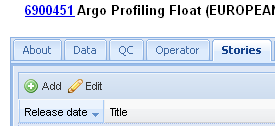 6900451 Argo Profiling Float (EUROPEAN
About Data QC Operator Stories
Add Edit
Release date Title